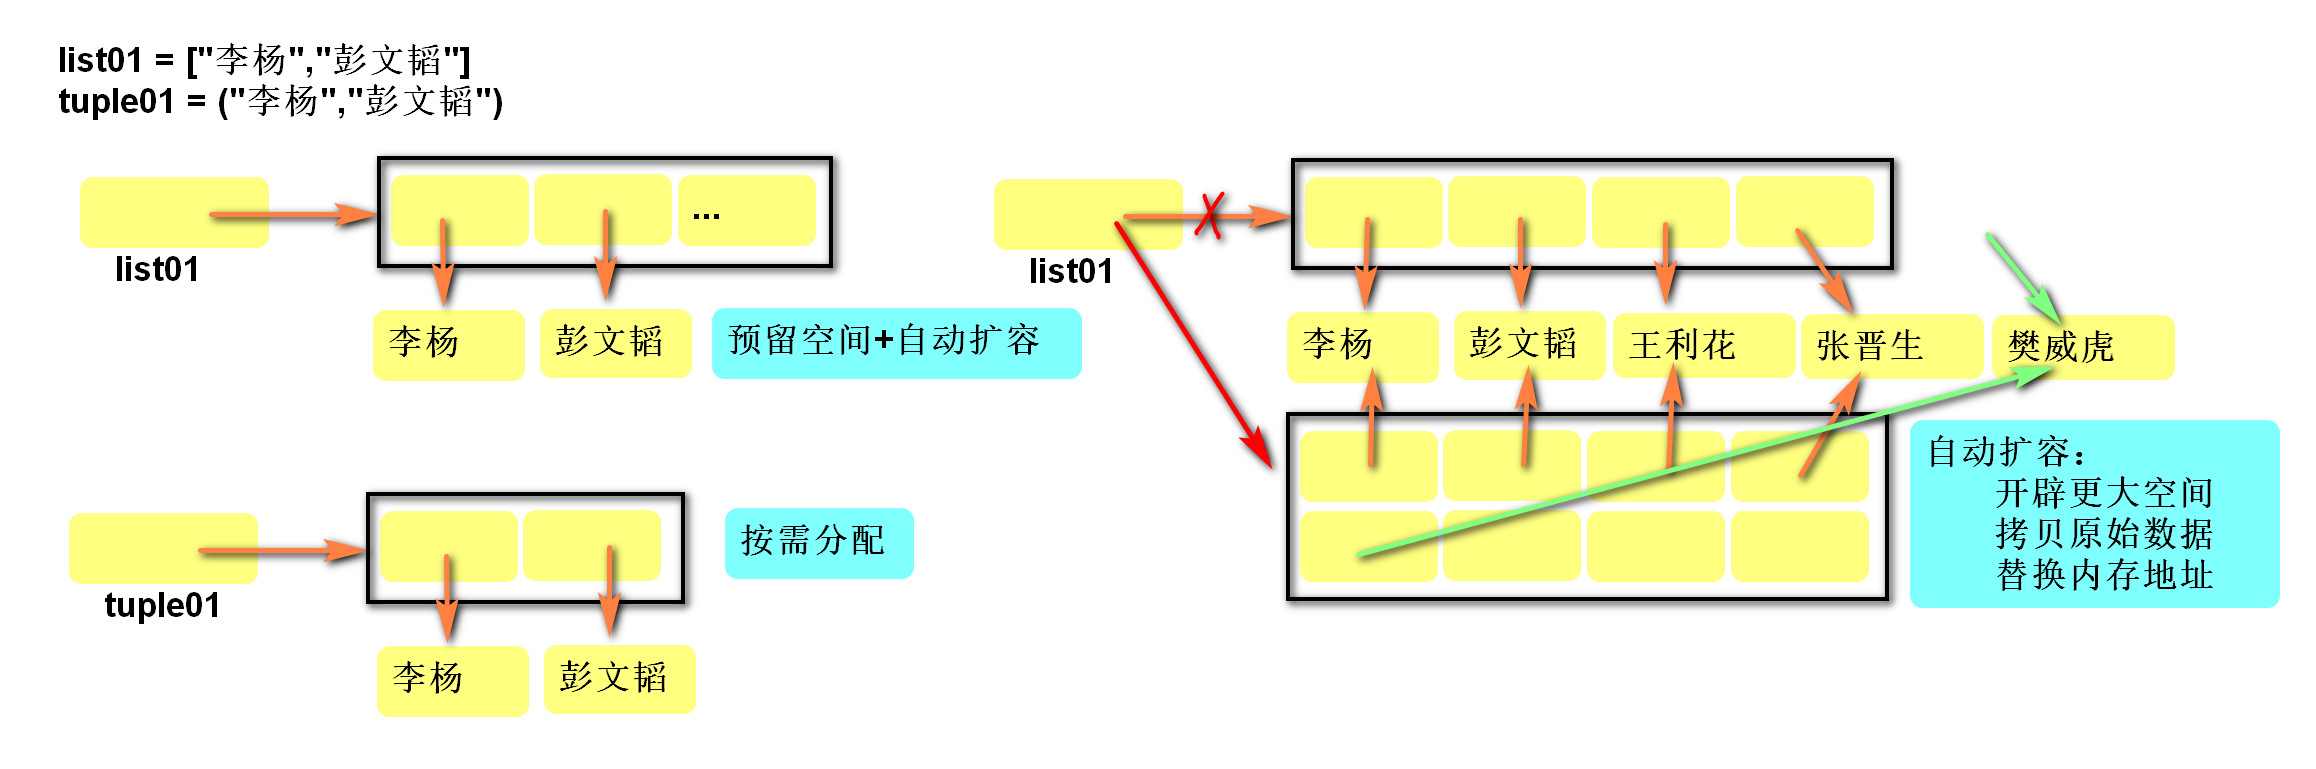 list01 = ["李杨","彭文韬"]
tuple01 = ("李杨","彭文韬")
...
list01
李杨
彭文韬
预留空间+自动扩容
tuple01
按需分配
李杨
彭文韬
list01
李杨
彭文韬
王利花
张晋生
樊威虎
自动扩容：
开辟更大空间
拷贝原始数据
替换内存地址